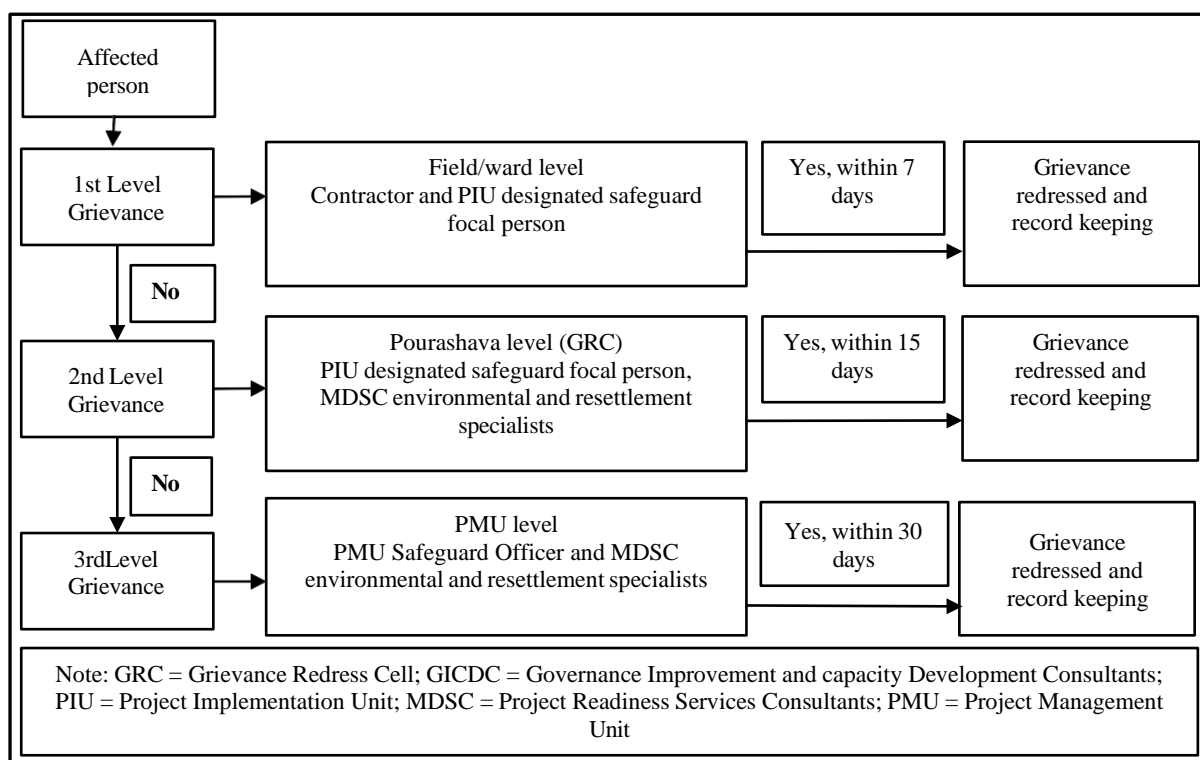 Affected
person
1st Level
Grievance
Field/ward level
Contractor and PIU designated safeguard
focal person
Yes, within 7
days
Grievance
redressed and
record keeping
No
2nd Level
Grievance
Pourashava level (GRC)
PIU designated safeguard focal person,
MDSC environmental and resettlement
specialists
Yes, within 15
days
Grievance
redressed and
record keeping
No
3rdLevel
Grievance
PMU level
PMU Safeguard Officer and MDSC
environmental and resettlement specialists
Yes, within 30
days
Grievance
redressed and
record keeping
Note: GRC = Grievance Redress Cell; GICDC = Governance Improvement and capacity Development Consultants;
PIU = Project Implementation Unit; MDSC = Project Readiness Services Consultants; PMU = Project Management
Unit